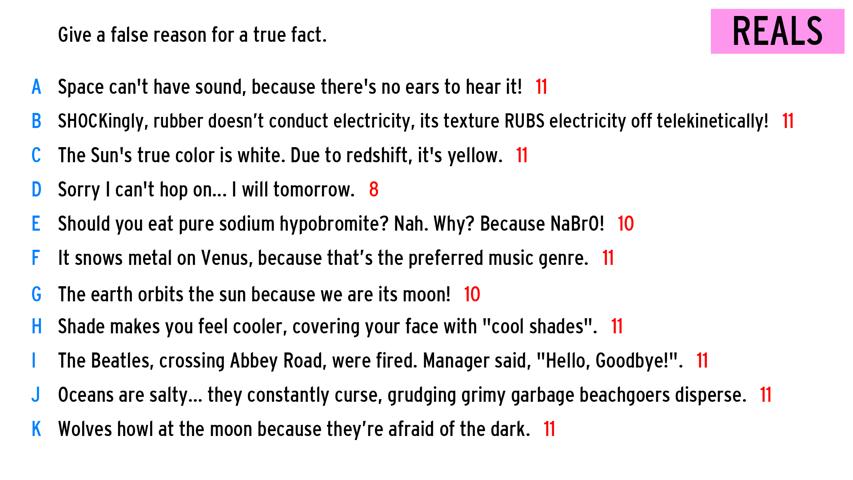 Give a false reason for a true fact.
REALS
A Space can't have sound, because there's no ears to hear it! 11
B SHOCKingly, rubber doesn't conduct electricity, its texture RUBS electricity off telekinetically! 11
C The Sun's true color is white. Due to redshift, it's yellow. 11
D Sorry I can't hop on... I will tomorrow. 8
E Should you eat pure sodium hypobromite? Nah. Why? Because NaBrO! 10
F It snows metal on Venus, because that's the preferred music genre. 11
G The earth orbits the sun because we are its moon! 10
H Shade makes you feel cooler, covering your face with "cool shades". 11
I The Beatles, crossing Abbey Road, were fired. Manager said, "Hello, Goodbye!". 11
J Oceans are salty... they constantly curse, grudging grimy garbage beachgoers disperse. 11
K Wolves howl at the moon because they're afraid of the dark. 11